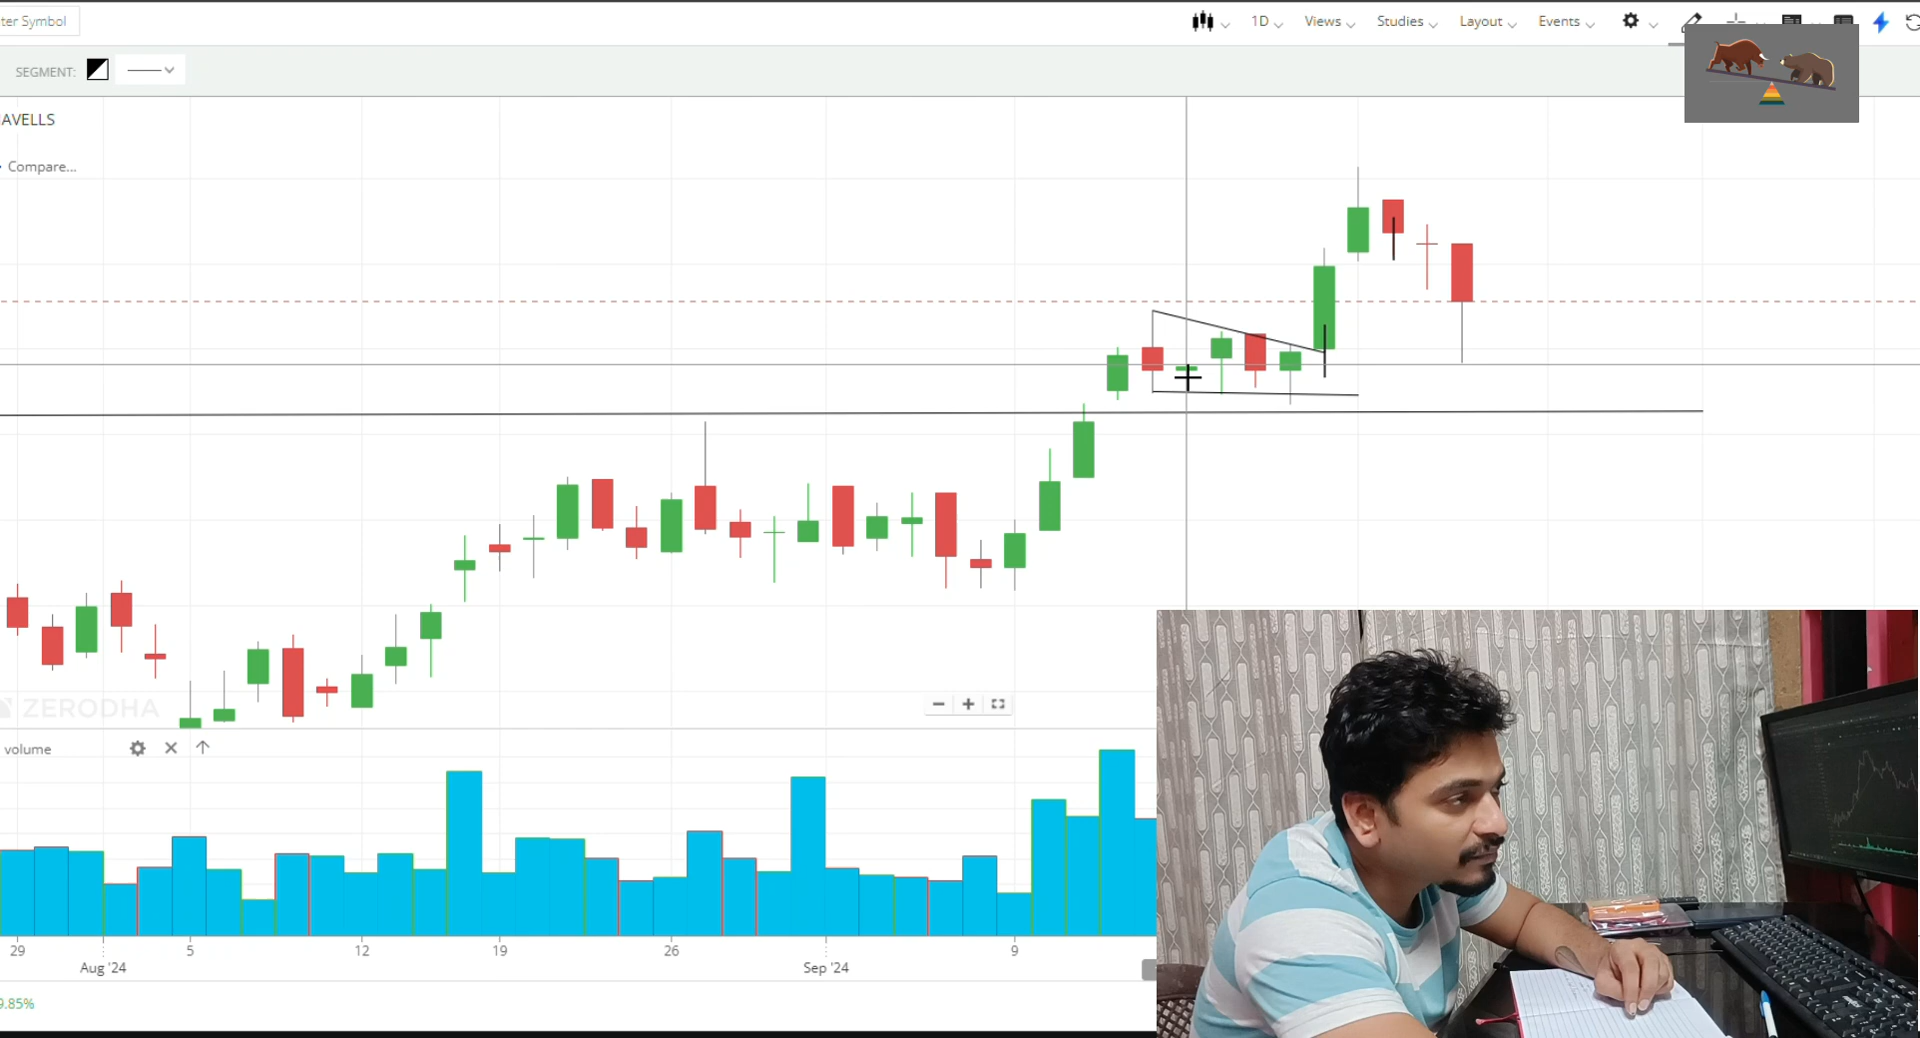 ter Symbol
1D
Views
Studies
Layout
Events
SEGMENT:
AVELLS
Compare...
ZERODHA
volume
29
5
12
19
26
9
Aug '24
Sep '24
9.85%